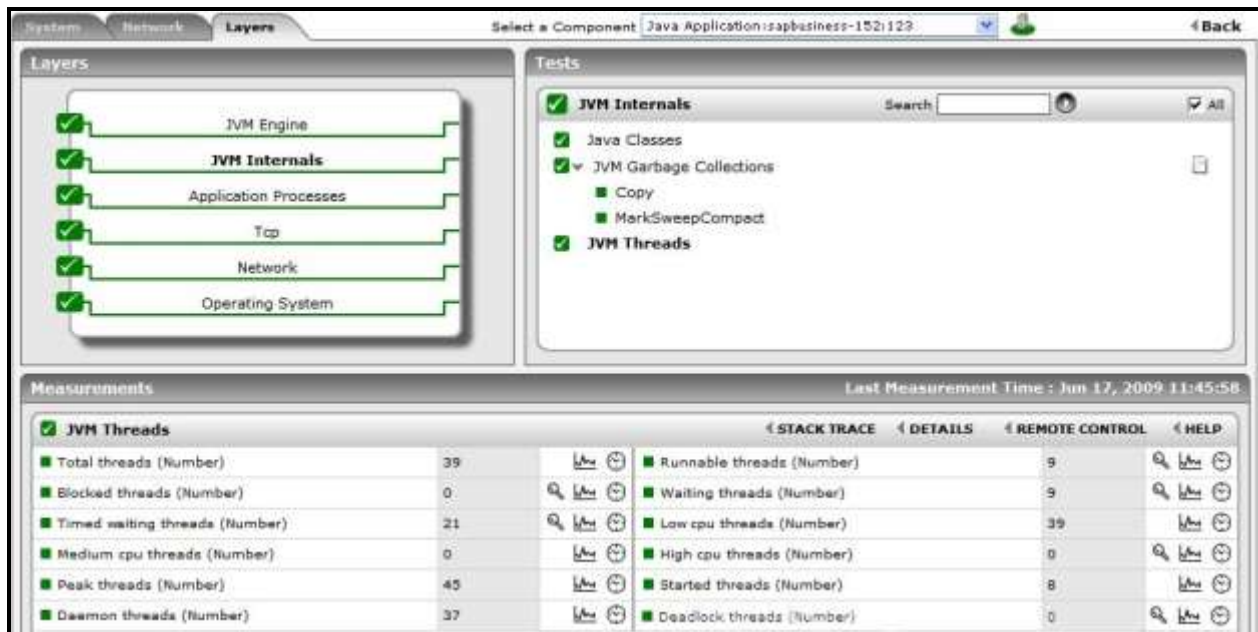 System Network Layers Select a Component Java Application:sapbusiness-152:123 Back
Layers
JVM Engine
JVM Internals
Application Processes
Tcp
Network
Operating System
Tests
JVM Internals Search All
Java Classes
JVM Garbage Collections
Copy
MarkSweepCompact
JVM Threads
Measurements Last Measurement Time : Jun 17, 2009 11:45:58
JVM Threads STACK TRACE DETAILS REMOTE CONTROL HELP
Total threads (Number) 39 Runnable threads (Number) 9
Blocked threads (Number) 0 Waiting threads (Number) 9
Timed waiting threads (Number) 21 Low cpu threads (Number) 39
Medium cpu threads (Number) 0 High cpu threads (Number) 0
Peak threads (Number) 45 Started threads (Number) 8
Daemon threads (Number) 37 Deadlock threads (Number) 0